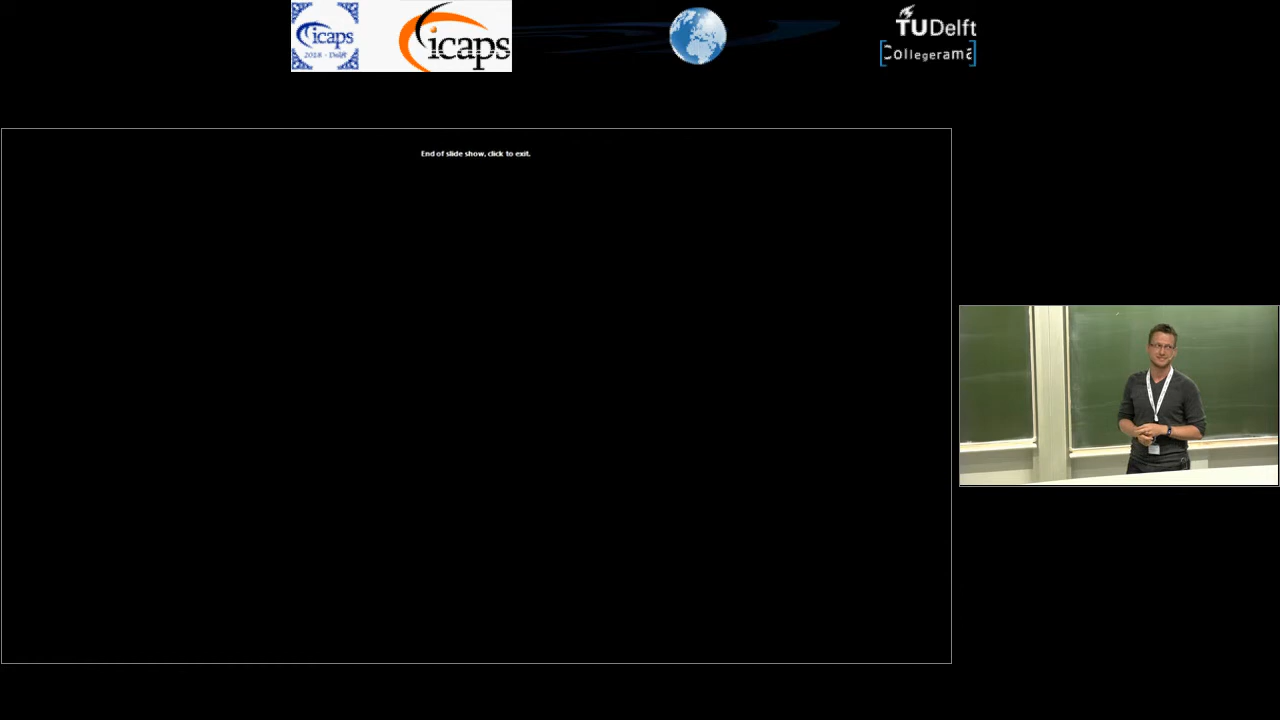 icaps
2018 - Delft
icaps
TUDelft
[Collegerama]
End of slide show, click to exit.